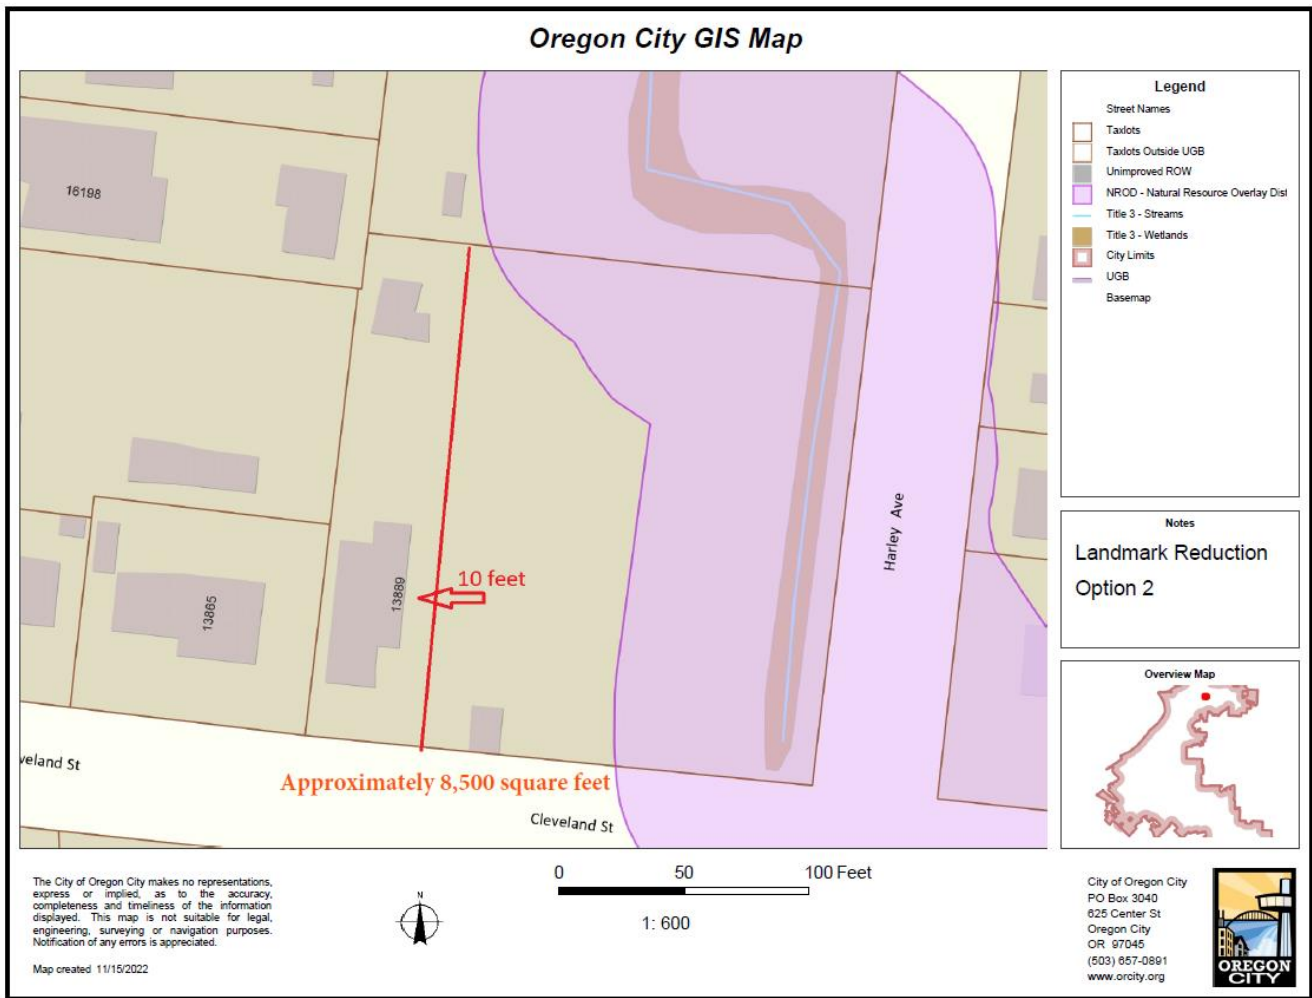 Oregon City GIS Map
16198
13889
10 feet
13865
Harley Ave
veland St
Approximately 8,500 square feet
Cleveland St
Legend
Street Names
Taxlots
Taxlots Outside UGB
Unimproved ROW
NROD - Natural Resource Overlay Dist
Title 3 - Streams
Title 3 - Wetlands
City Limits
UGB
Basemap
Notes
Landmark Reduction
Option 2
Overview Map
The City of Oregon City makes no representations,
express or implied, as to the accuracy,
completeness and timeliness of the information
displayed. This map is not suitable for legal,
engineering, surveying or navigation purposes.
Notification of any errors is appreciated.
Map created 11/15/2022
N
0 50 100 Feet
1: 600
City of Oregon City
PO Box 3040
625 Center St
Oregon City
OR 97045
(503) 657-0891
www.orcity.org
OREGON
CITY